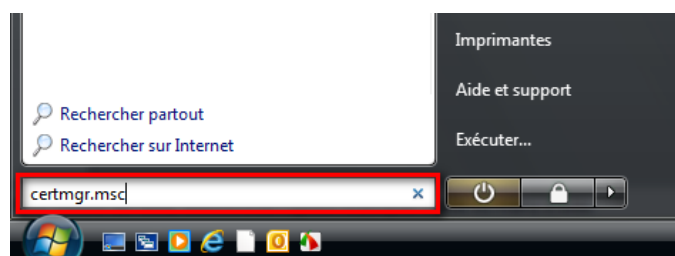 Rechercher partout
Rechercher sur Internet
certmgr.msc
Imprimantes
Aide et support
Exécuter...